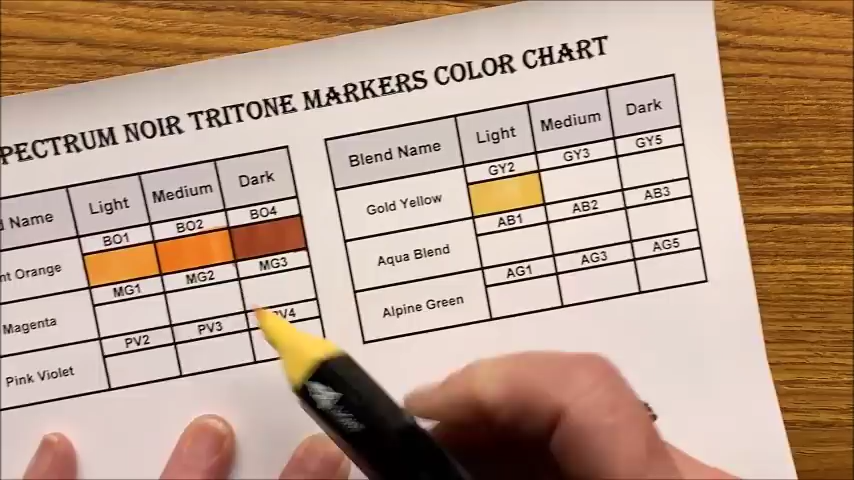 PECTRUM NOIR TRITONE MARKERS COLOR CHART
d Name Light Medium Dark
nt Orange BO1 BO2 BO4
Magenta MG1 MG2 MG3
Pink Violet PV2 PV3 PV4
Blend Name Light Medium Dark
Gold Yellow GY2 GY3 GY5
Aqua Blend AB1 AB2 AB3
Alpine Green AG1 AG3 AG5